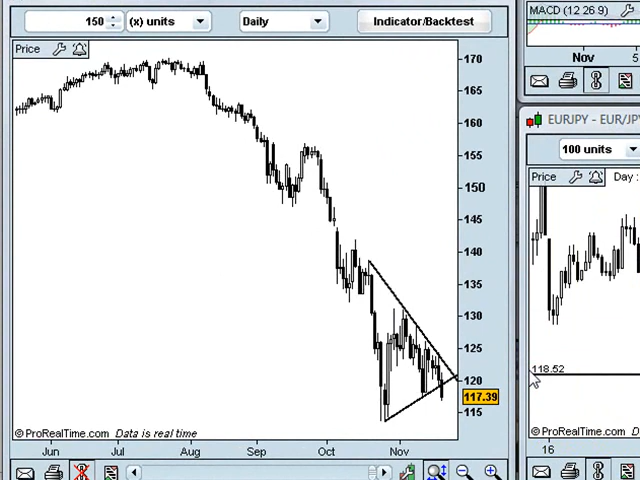 150 (x) units Daily Indicator/Backtest
Price
170
165
160
155
150
145
140
135
130
125
120
117.39
115
© ProRealTime.com Data is real time
Jun Jul Aug Sep Oct Nov
MACD (12 26.9)
Nov 5
EURJPY - EUR/JP
100 units
Price Day :
118.52
© ProRealTime.com
16